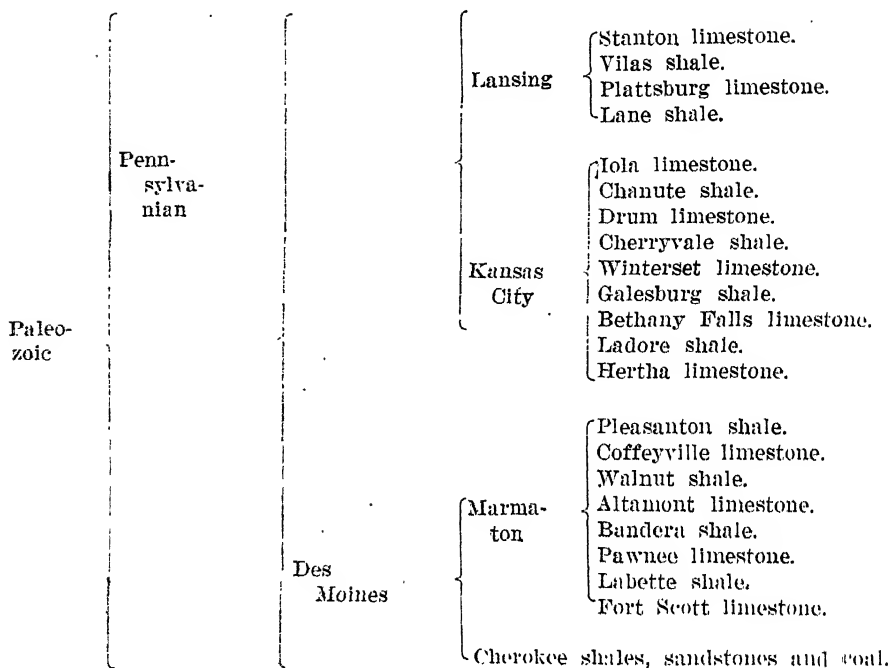 Stanton limestone.
Vilas shale.
Lansing
Plattsburg limestone.
Lane shale.
Penn-
sylva-
nian
Iola limestone.
Chanute shale.
Drum limestone.
Cherryvale shale.
Kansas
City
Winterset limestone.
Galesburg shale.
Bethany Falls limestone.
Ladore shale.
Hertha limestone.
Paleo-
zoic
Pleasanton shale.
Coffeyville limestone.
Walnut shale.
Marma-
ton
Altamont limestone.
Bandera shale.
Pawnee limestone.
Des
Moines
Labette shale.
Fort Scott limestone.
Cherokee shales, sandstones and coal.